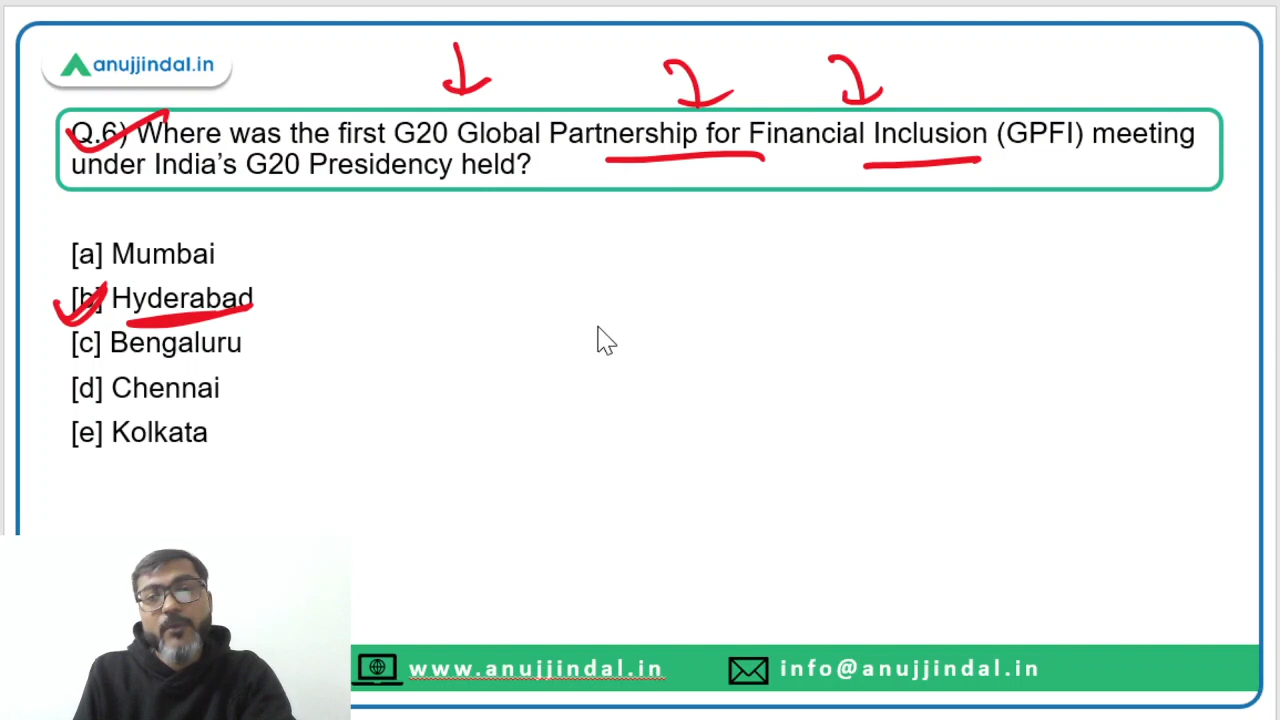 anujjindal.in
Q.6) Where was the first G20 Global Partnership for Financial Inclusion (GPFI) meeting
under India’s G20 Presidency held?
[a] Mumbai
[b] Hyderabad
[c] Bengaluru
[d] Chennai
[e] Kolkata
www.anujjindal.in
info@anujjindal.in